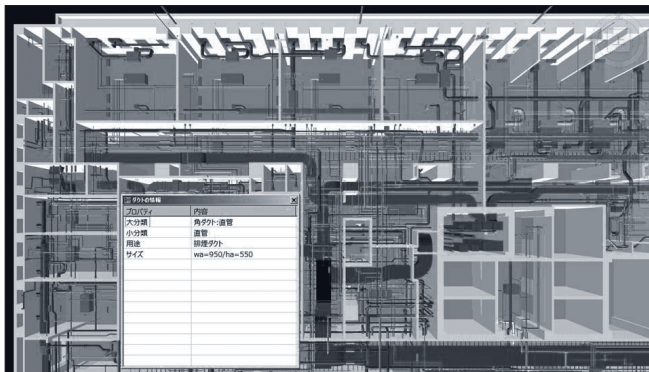 ダクトの情報
プロパティ 内容
大分類 角ダクト:直管
小分類 直管
用途 排煙ダクト
サイズ wa=950/ha=550